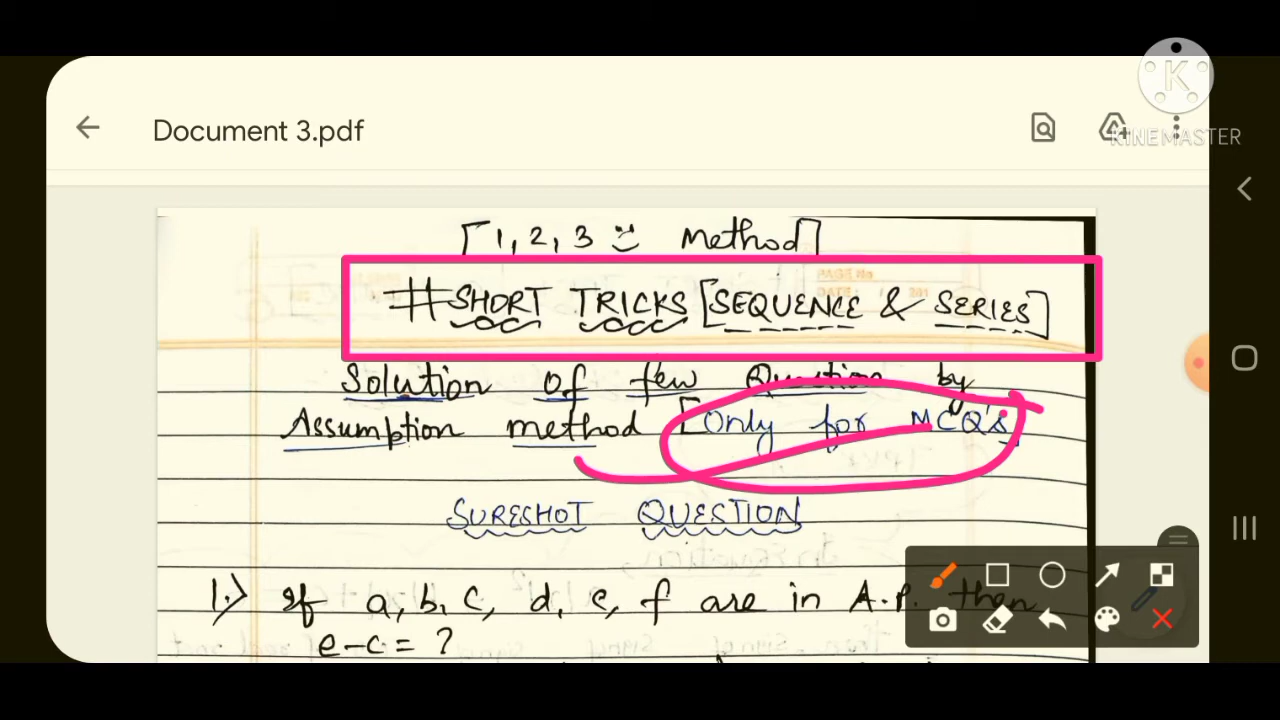 KINEMASTER
Document 3.pdf
[1, 2, 3 Method]
#SHORT TRICKS [SEQUENCE & SERIES]
Solution of few Question by
Assumption method [Only for MCQ's]
SURESHOT QUESTION
1.) If a, b, c, d, e, f are in A.P. then
e-c = ?